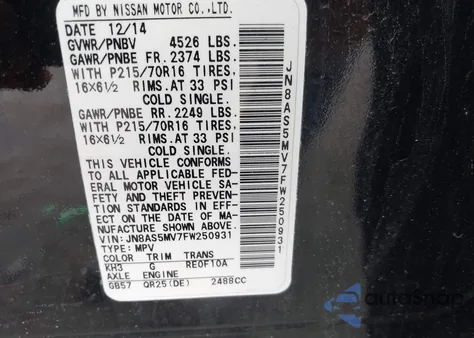 MFD BY NISSAN MOTOR CO.,LTD.
DATE 12/14
GVWR/PNBV 4526 LBS.
GAWR/PNBE FR. 2374 LBS.
WITH P215/70R16 TIRES,
16X6½ RIMS. AT 33 PSI
COLD SINGLE.
GAWR/PNBE RR. 2249 LBS.
WITH P215/70R16 TIRES,
16X6½ RIMS. AT 33 PSI
COLD SINGLE.
THIS VEHICLE CONFORMS
TO ALL APPLICABLE FED-
ERAL MOTOR VEHICLE SAF-
ETY AND THEFT PREVEN-
TION STANDARDS IN EFF-
ECT ON THE DATE OF MA-
NUFACTURE SHOWN ABOVE.
VIN:JN8AS5MV7FW250931
TYPE: MPV
COLOR TRIM TRANS
KH3 G RE0F10A
AXLE ENGINE
GB57 QR25(DE) 2488CC
JN8AS5MV7FW250931
autoSnap